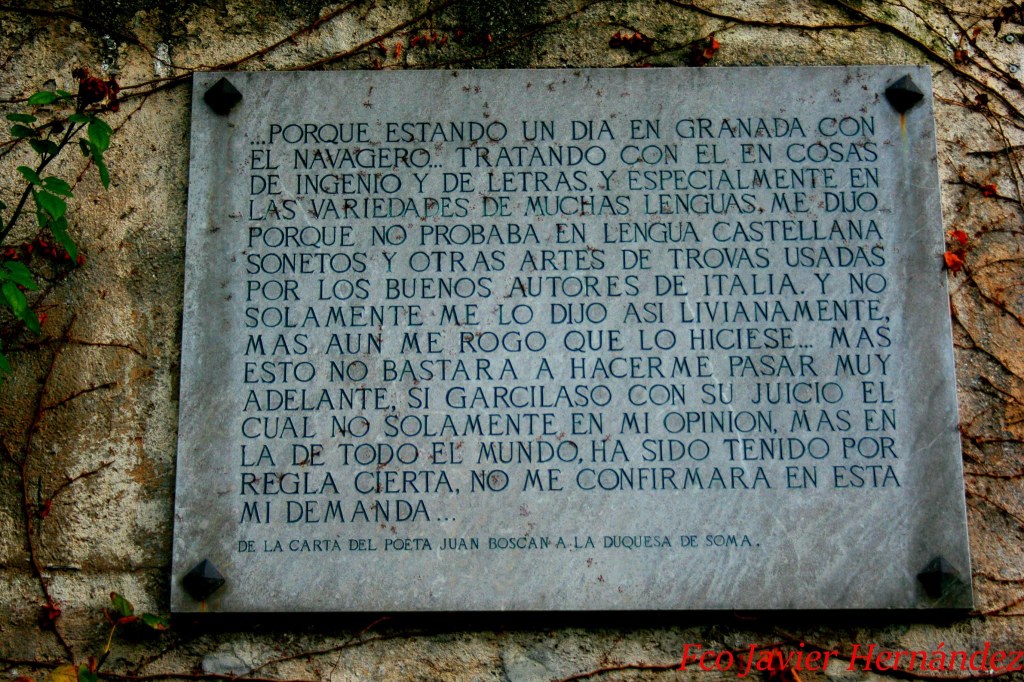 ...PORQUE ESTANDO UN DIA EN GRANADA CON
EL NAVAGERO... TRATANDO CON EL EN COSAS
DE INGENIO Y DE LETRAS, Y ESPECIALMENTE EN
LAS VARIEDADES DE MUCHAS LENGUAS, ME DIJO
PORQUE NO PROBABA EN LENGUA CASTELLANA
SONETOS Y OTRAS ARTES DE TROVAS USADAS
POR LOS BUENOS AUTORES DE ITALIA. Y NO
SOLAMENTE ME LO DIJO ASI LIVIANAMENTE,
MAS AUN ME ROGO QUE LO HICIESE... MAS
ESTO NO BASTARA A HACERME PASAR MUY
ADELANTE, SI GARCILASO CON SU JUICIO EL
CUAL NO SOLAMENTE EN MI OPINION, MAS EN
LA DE TODO EL MUNDO, HA SIDO TENIDO POR
REGLA CIERTA, NO ME CONFIRMARA EN ESTA
MI DEMANDA...
DE LA CARTA DEL POETA JUAN BOSCAN A LA DUQUESA DE SOMA.
Fco Javier Hernández